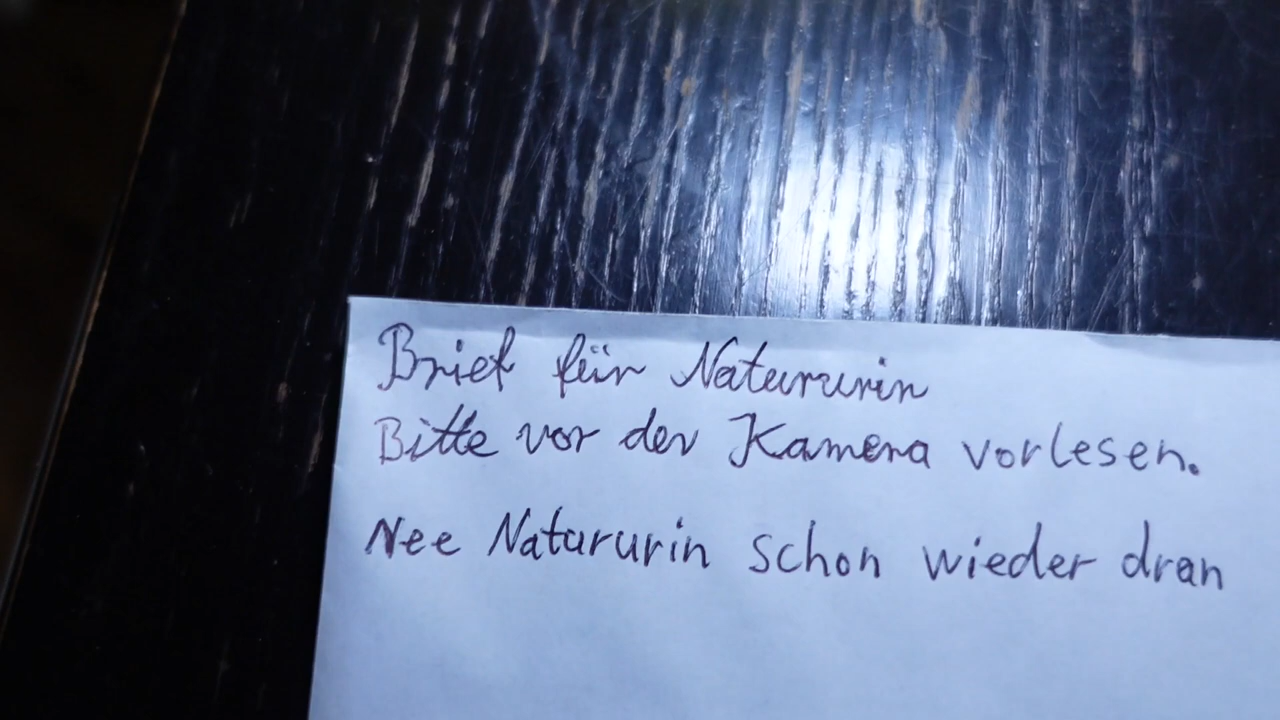 Brief für Natururin
Bitte vor der Kamera vorlesen.
Nee Natururin schon wieder dran